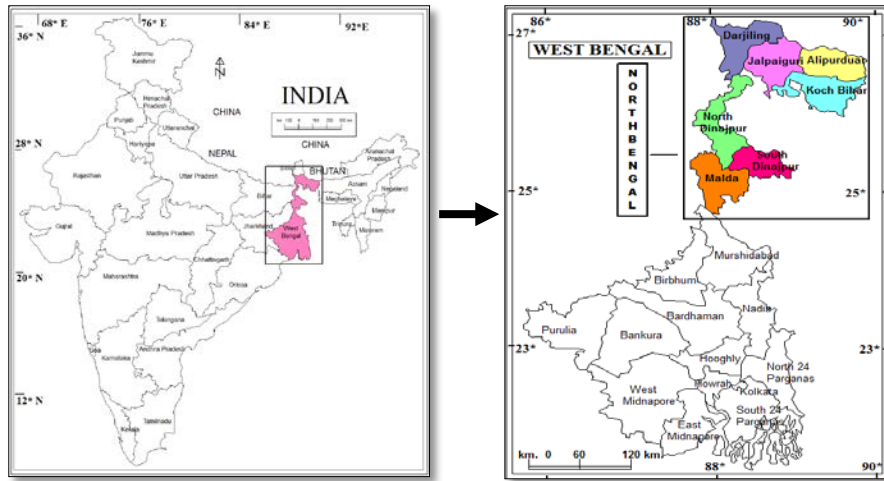 68° E
76° E
84° E
92°E
36° N
28° N
20° N
12° N
Jammu
Kashmir
Himachal
Pradesh
Punjab
Uttaranchal
Hariyana
N
CHINA
INDIA
NEPAL
CHINA
BHUTAN
Arunachal
Pradesh
Rajasthan
Uttar Pradesh
Bihar
Assam
Nagaland
Meghalaya
Manipur
Tripura
Mizoram
Gujrat
Madhya Pradesh
Jharkhand
West
Bengal
Chhattisgarh
Orissa
Maharashtra
Telangana
Goa
Karnataka
Andhra Pradesh
Kerala
Tamilnadu
86°
88°
90°
27°
25°
25°
23°
23°
88°
90°
WEST BENGAL
NORTHBENGAL
Darjiling
Jalpaiguri
Alipurduar
Koch Bihar
North
Dinajpur
South
Dinajpur
Malda
Murshidabad
Birbhum
Nadia
Bardhaman
Purulia
Bankura
Hooghly
North 24
Parganas
Howrah
Kolkata
West
Midnapore
South 24
Parganas
East
Midnapore
km. 0 60 120 km.